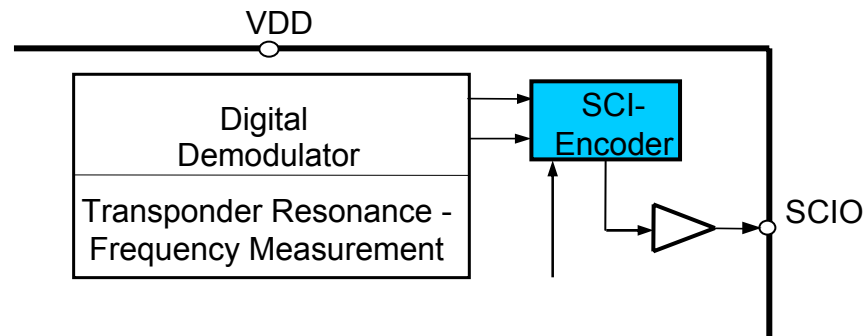 VDD
Digital
Demodulator
Transponder Resonance -
Frequency Measurement
SCI-
Encoder
SCIO